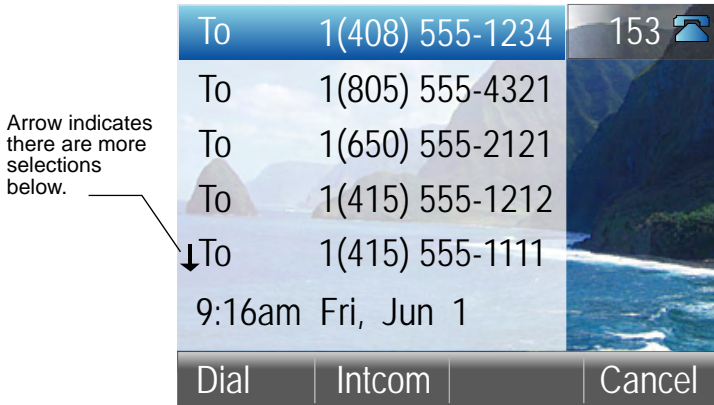 To 1(408) 555-1234 153
To 1(805) 555-4321
To 1(650) 555-2121
To 1(415) 555-1212
To 1(415) 555-1111
Arrow indicates
there are more
selections
below.
9:16am Fri, Jun 1
Dial Intcom Cancel